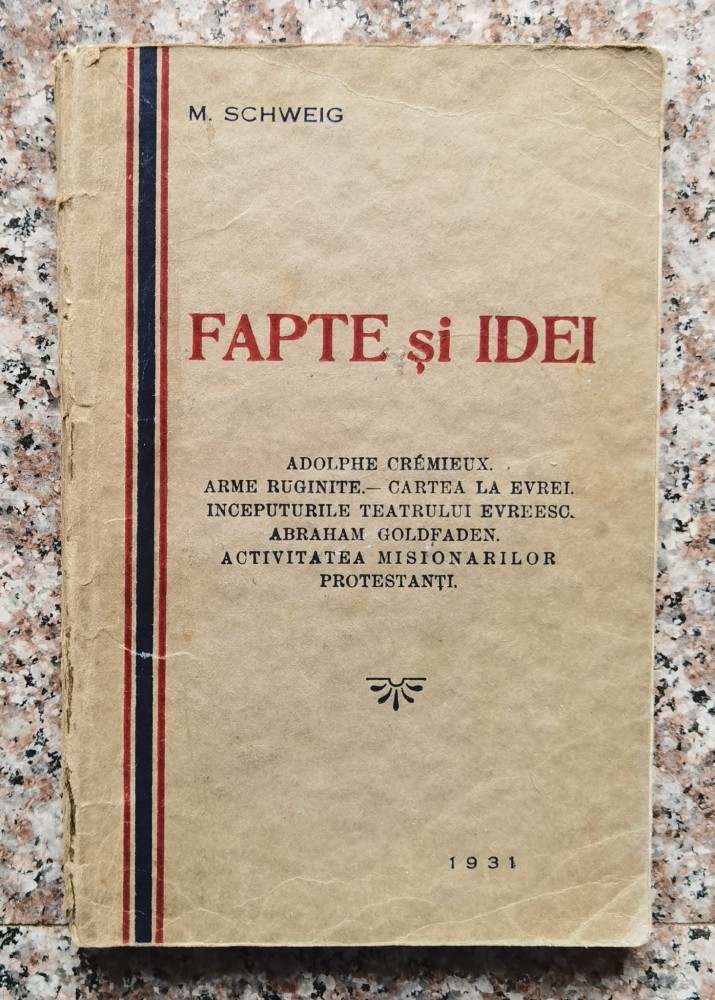 M. SCHWEIG
FAPTE și IDEI
ADOLPHE CRÉMIEUX.
ARME RUGINITE.— CARTEA LA EVREI.
INCEPUTURILE TEATRULUI EVREESC.
ABRAHAM GOLDFADEN.
ACTIVITATEA MISIONARILOR
PROTESTANȚI.
1931